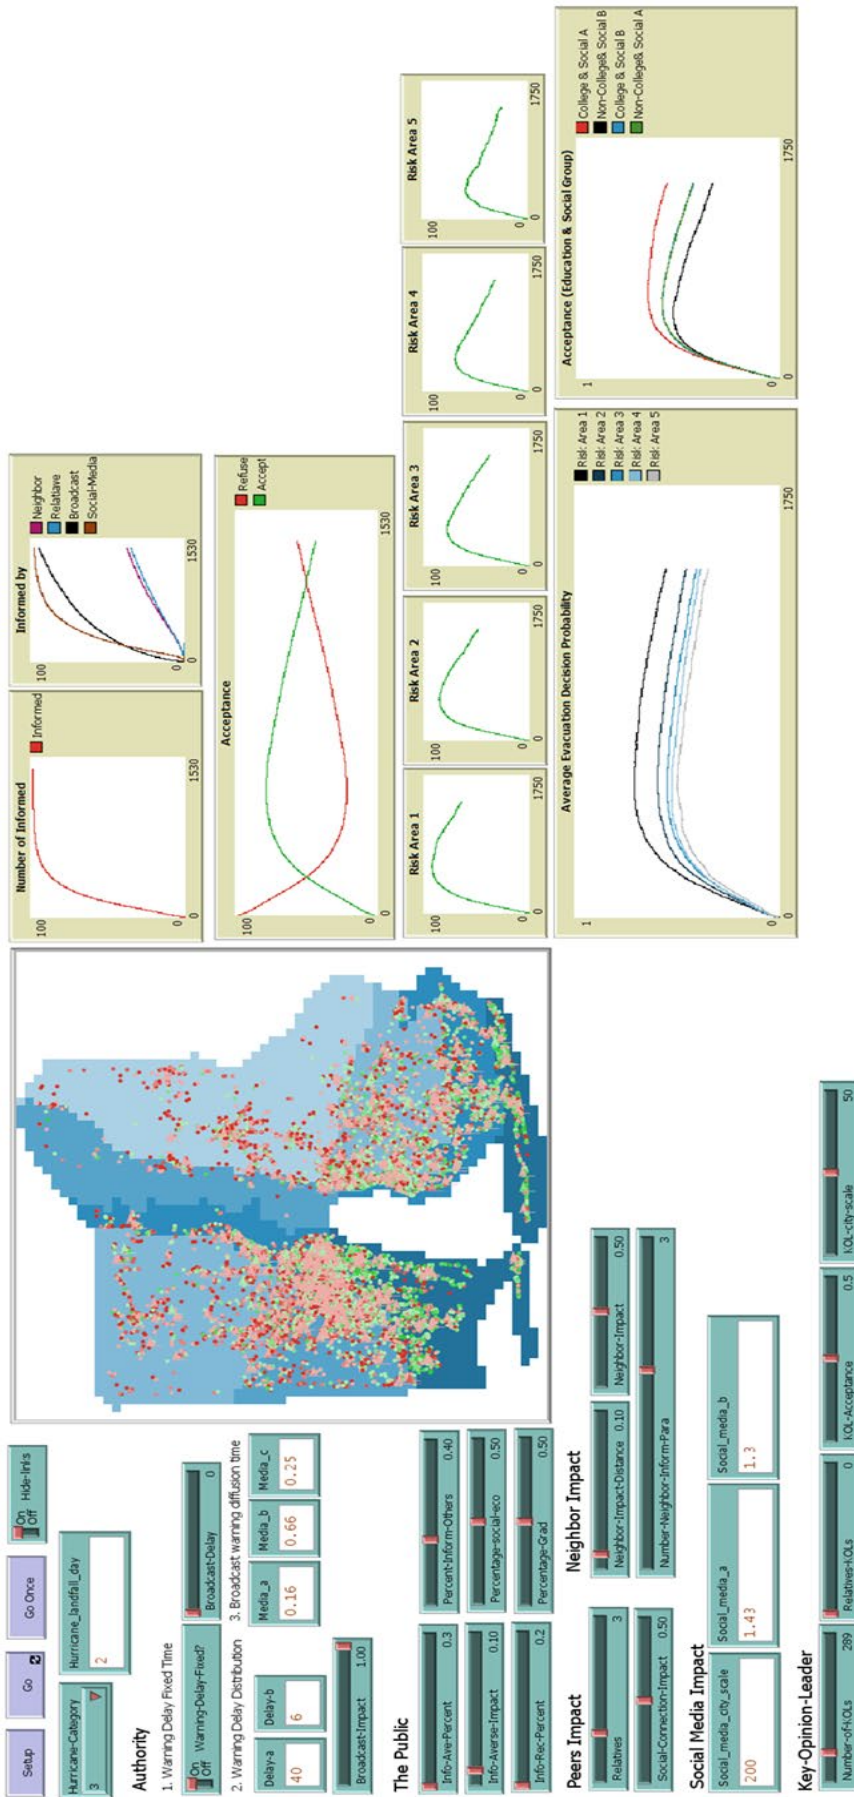 Setup
Go
Go Once
On
Off
Hide-links
Hurricane-Category
3
Hurricane_landfall_day
2
Authority
1. Warning Delay Fixed Time
On
Off
Warning-Delay-Fixed?
Broadcast-Delay 0
2. Warning Delay Distribution
3. Broadcast warning diffusion time
Delay-a
40
Delay-b
6
Media_a
0.16
Media_b
0.66
Media_c
0.25
Broadcast-Impact 1.00
The Public
Info-Ave-Percent 0.3
Percent-Inform-Others 0.40
Info-Averse-Impact 0.10
Percentage-social-eco 0.50
Info-Rec-Percent 0.2
Percentage-Grad 0.50
Peers Impact
Relatives 3
Social-Connection-Impact 0.50
Neighbor Impact
Neighbor-Impact-Distance 0.10
Neighbor-Impact 0.50
Number-Neighbor-Inform-Para 3
Social Media Impact
Social_media_city_scale
200
Social_media_a
1.43
Social_media_b
1.3
Key-Opinion-Leader
Number-of-KOLs 289
Relatives-KOLs 0
KOL-Acceptance 0.5
KOL-city-scale 50
Number of Informed
100
0
0
1530
Informed
Informed by
100
0
0
1530
Neighbor
Relatiave
Broadcast
Social-Media
Acceptance
100
0
0
1530
Refuse
Accept
Risk Area 1
100
0
0
1750
Risk Area 2
100
0
0
1750
Risk Area 3
100
0
0
1750
Risk Area 4
100
0
0
1750
Risk Area 5
100
0
0
1750
Average Evacuation Decision Probability
1
0
0
1750
Risk Area 1
Risk Area 2
Risk Area 3
Risk Area 4
Risk Area 5
Acceptance (Education & Social Group)
1
0
0
1750
College & Social A
Non-College& Social B
College & Social B
Non-College& Social A